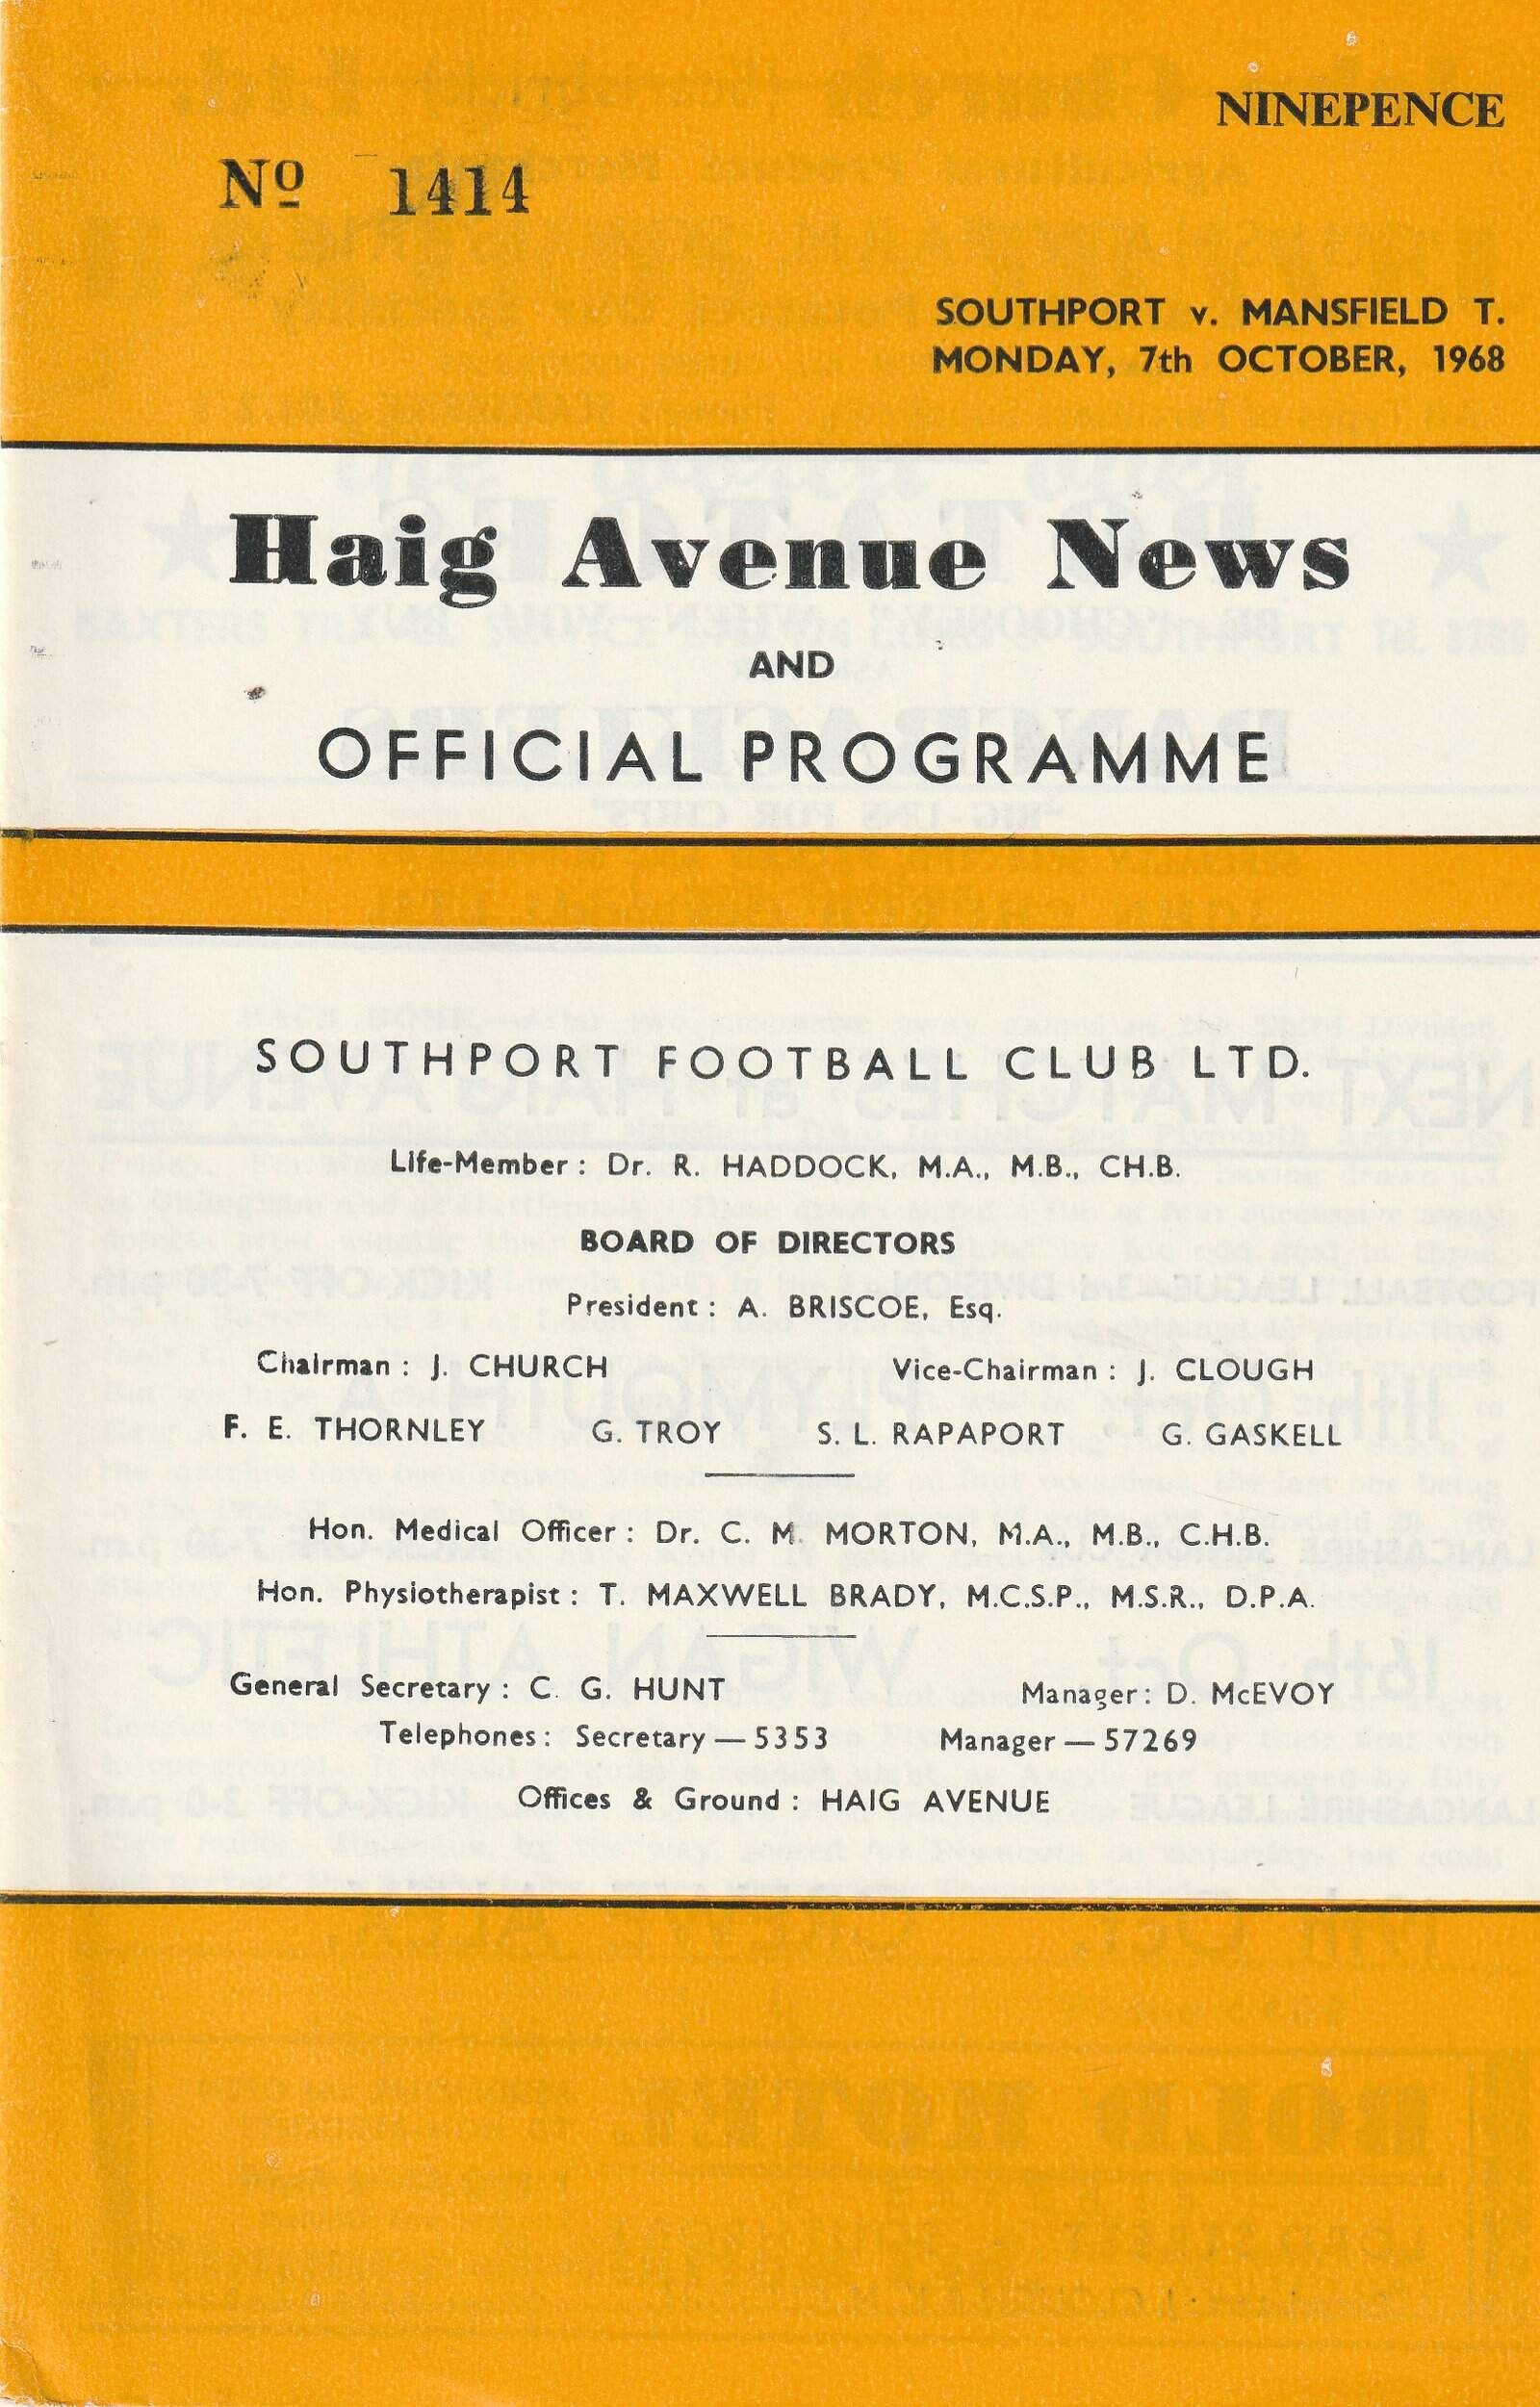 NINEPENCE
Nº 1414
SOUTHPORT v. MANSFIELD T.
MONDAY, 7th OCTOBER, 1968
Haig Avenue News
AND
OFFICIAL PROGRAMME
SOUTHPORT FOOTBALL CLUB LTD.
Life-Member : Dr. R. HADDOCK, M.A., M.B., CH.B.
BOARD OF DIRECTORS
President : A. BRISCOE, Esq.
Chairman : J. CHURCH Vice-Chairman : J. CLOUGH
F. E. THORNLEY G. TROY S. L. RAPAPORT G. GASKELL
Hon. Medical Officer : Dr. C. M. MORTON, M.A., M.B., C.H.B.
Hon. Physiotherapist : T. MAXWELL BRADY, M.C.S.P., M.S.R., D.P.A.
General Secretary : C. G. HUNT Manager : D. McEVOY
Telephones : Secretary — 5353 Manager — 57269
Offices & Ground : HAIG AVENUE